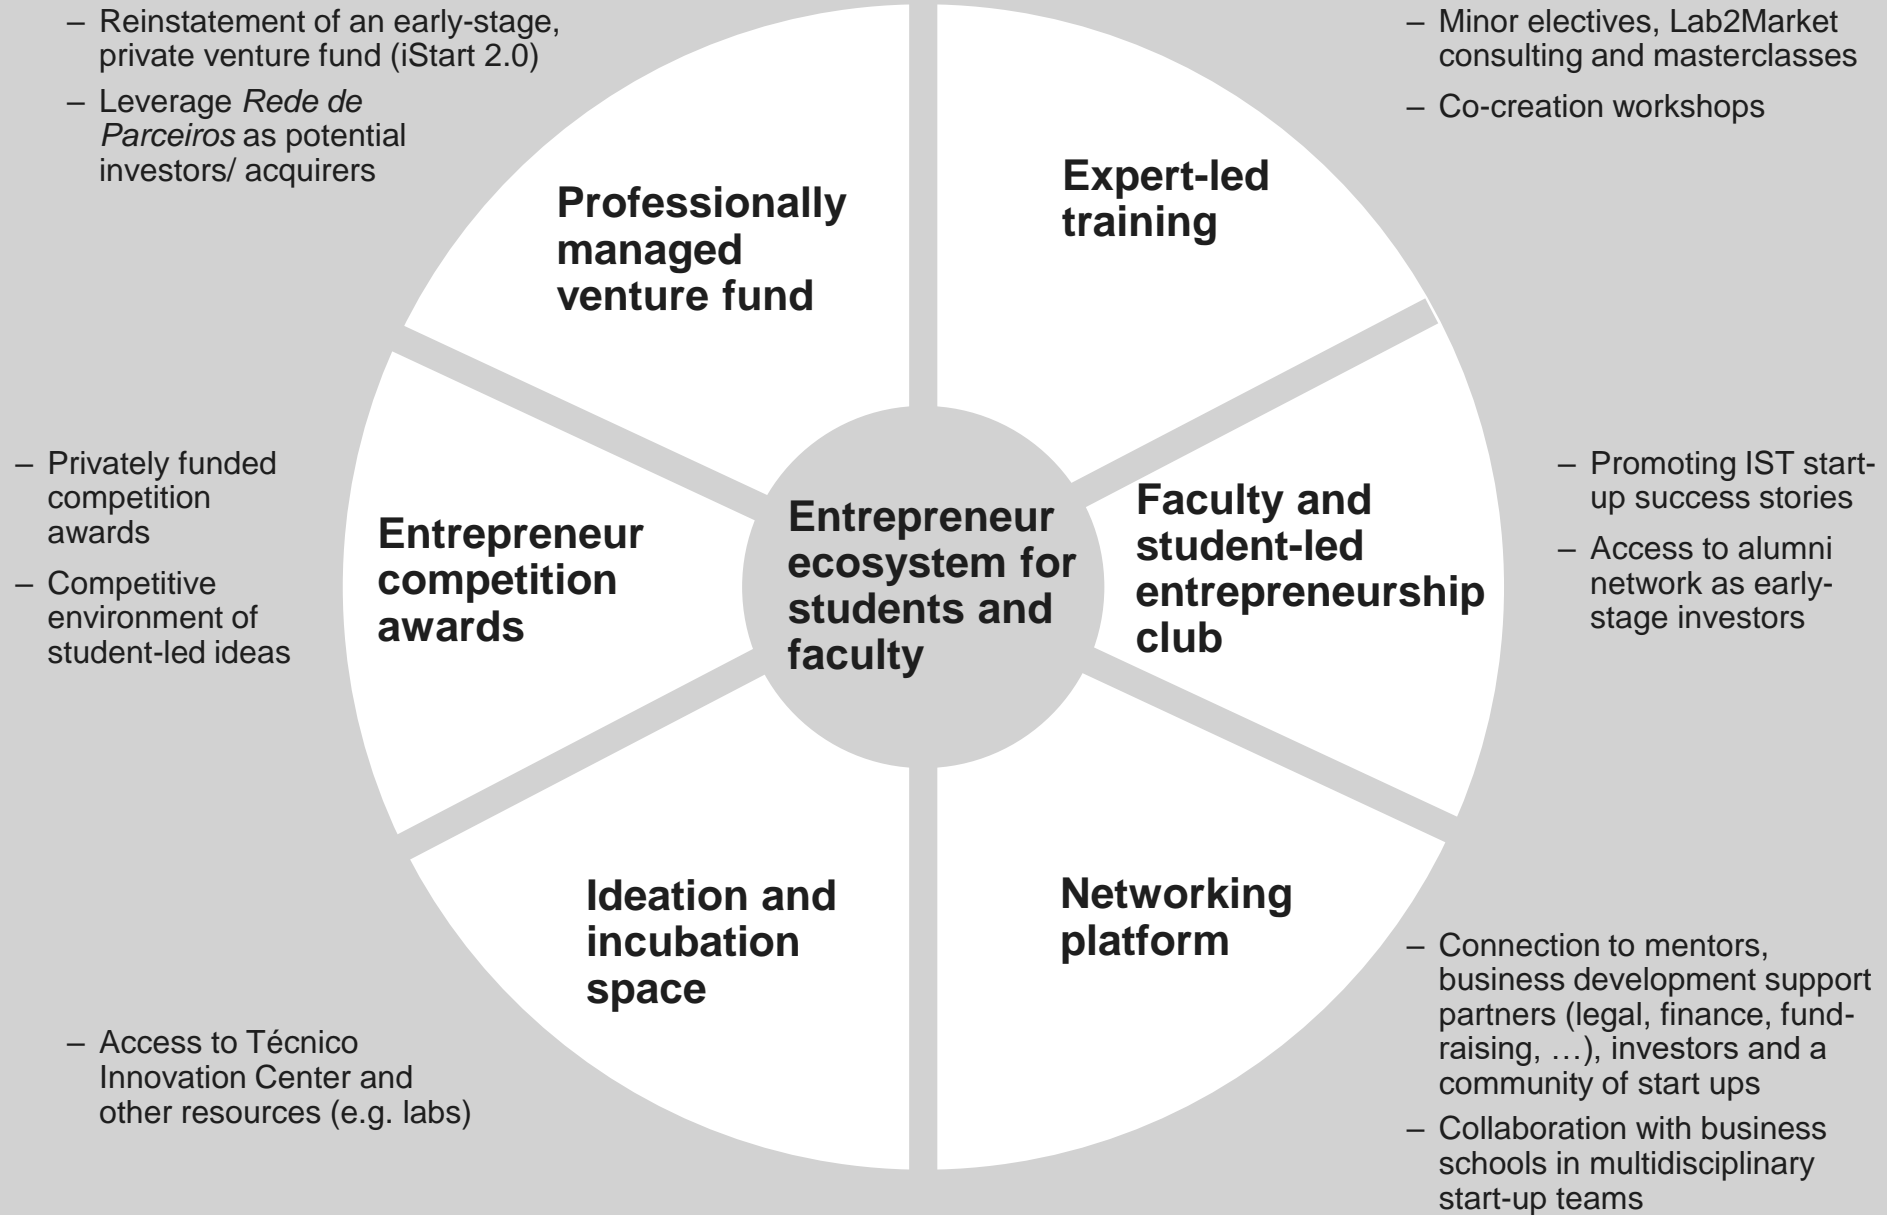 – Reinstatement of an early-stage,
private venture fund (iStart 2.0)
– Leverage Rede de
Parceiros as potential
investors/ acquirers
Professionally
managed
venture fund
– Minor electives, Lab2Market
consulting and masterclasses
– Co-creation workshops
Expert-led
training
– Privately funded
competition
awards
– Competitive
environment of
student-led ideas
Entrepreneur
competition
awards
Entrepreneur
ecosystem for
students and
faculty
Faculty and
student-led
entrepreneurship
club
– Promoting IST start-
up success stories
– Access to alumni
network as early-
stage investors
Ideation and
incubation
space
– Access to Técnico
Innovation Center and
other resources (e.g. labs)
Networking
platform
– Connection to mentors,
business development support
partners (legal, finance, fund-
raising, …), investors and a
community of start ups
– Collaboration with business
schools in multidisciplinary
start-up teams